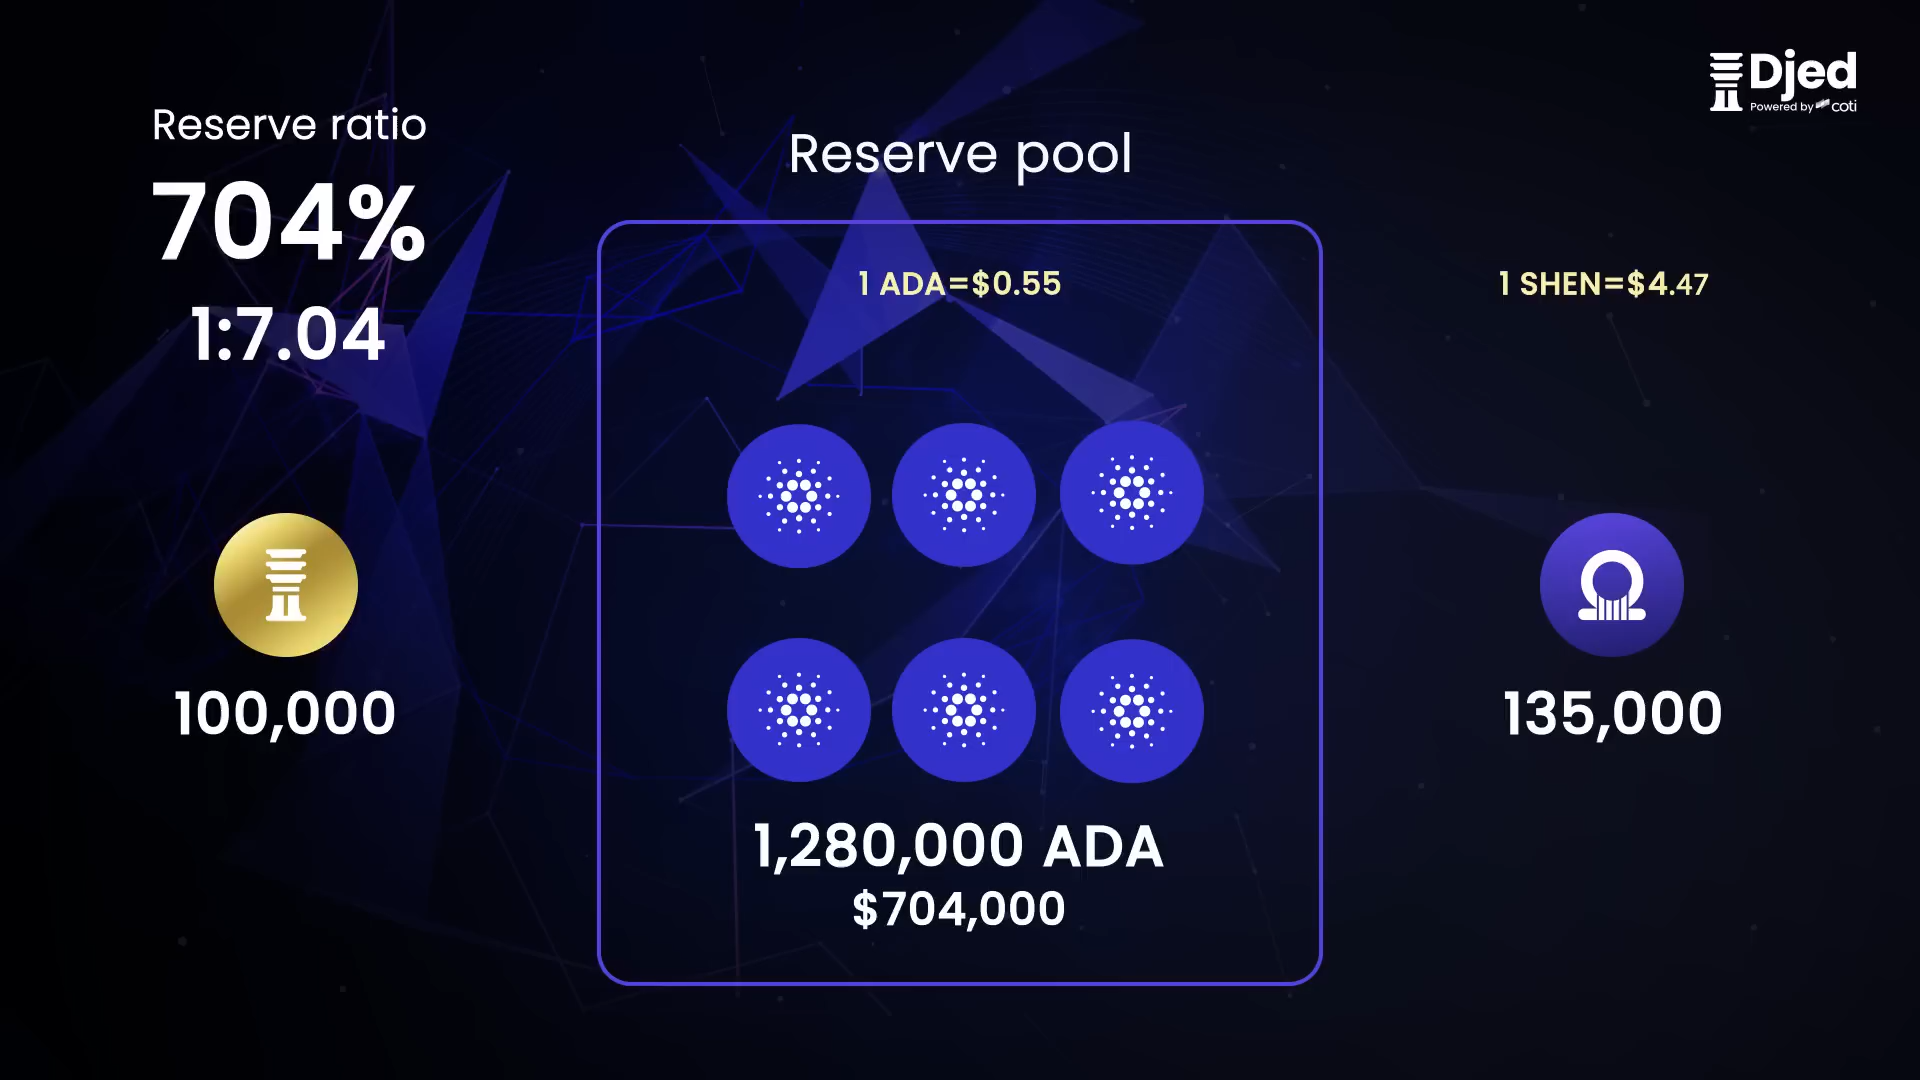 Reserve ratio
704%
1:7.04
100,000
Reserve pool
1 ADA=$0.55
1,280,000 ADA
$704,000
Djed
Powered by coti
1 SHEN=$4.47
135,000